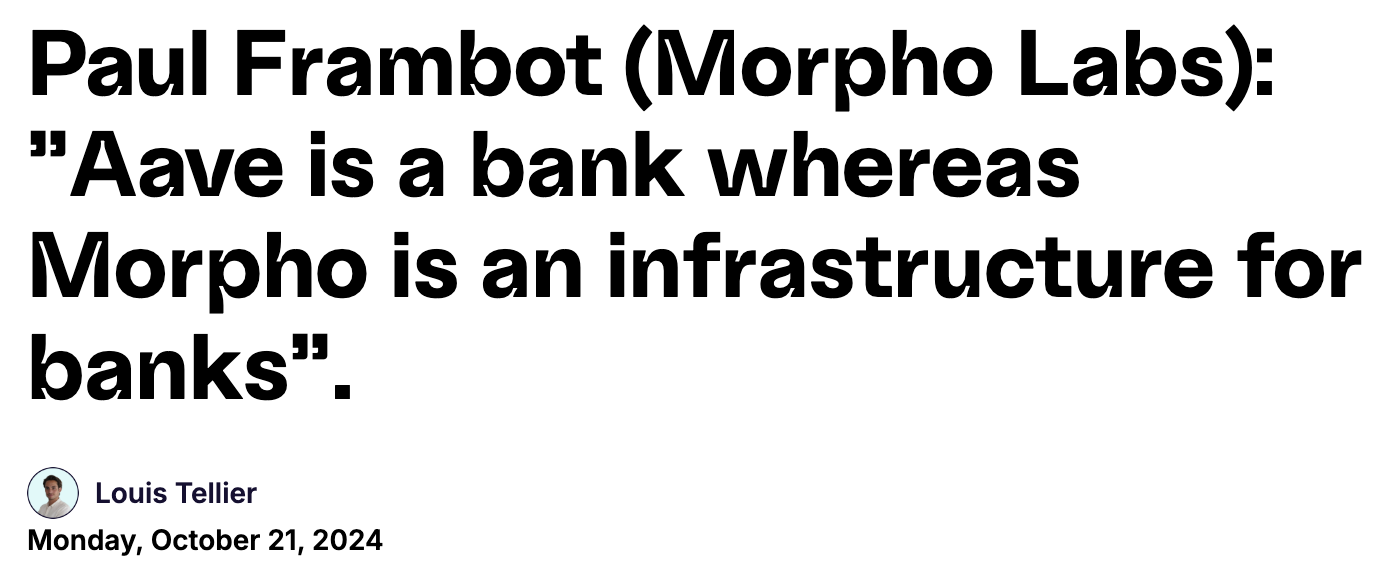 Paul Frambot (Morpho Labs):
”Aave is a bank whereas
Morpho is an infrastructure for
banks”.
Louis Tellier
Monday, October 21, 2024